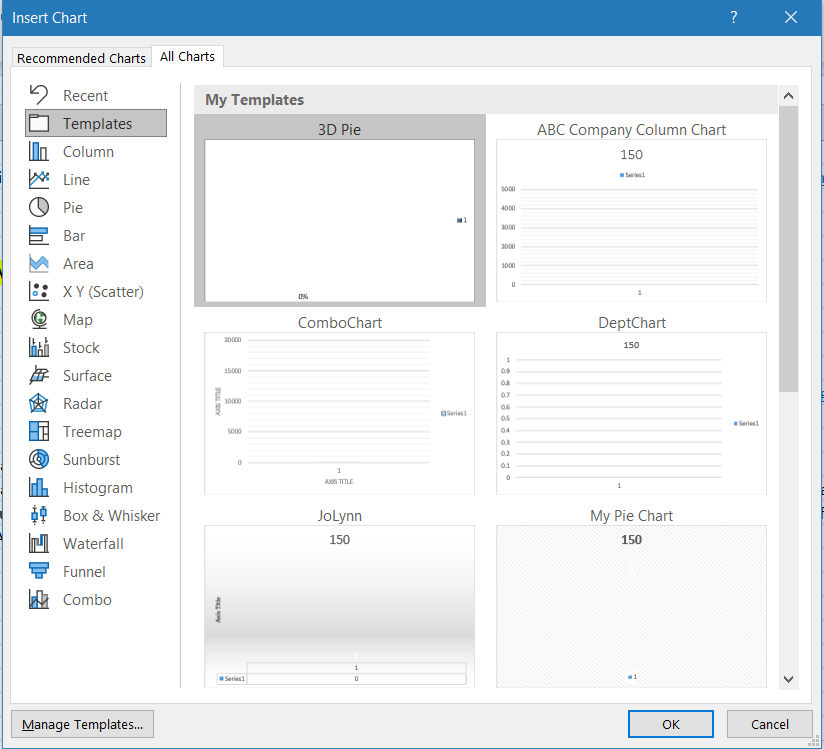 Insert Chart
?
Recommended Charts
All Charts
Recent
Templates
Column
Line
Pie
Bar
Area
X Y (Scatter)
Map
Stock
Surface
Radar
Treemap
Sunburst
Histogram
Box & Whisker
Waterfall
Funnel
Combo
My Templates
3D Pie
1
0%
ABC Company Column Chart
150
Series1
5000
4000
3000
2000
1000
0
1
ComboChart
20000
15000
10000
5000
0
AXIS TITLE
Series1
1
AXIS TITLE
DeptChart
150
1
0.9
0.8
0.7
0.6
0.5
0.4
0.3
0.2
0.1
0
Series1
1
JoLynn
150
Axis Title
1
Series1 0
My Pie Chart
150
1
Manage Templates...
OK
Cancel